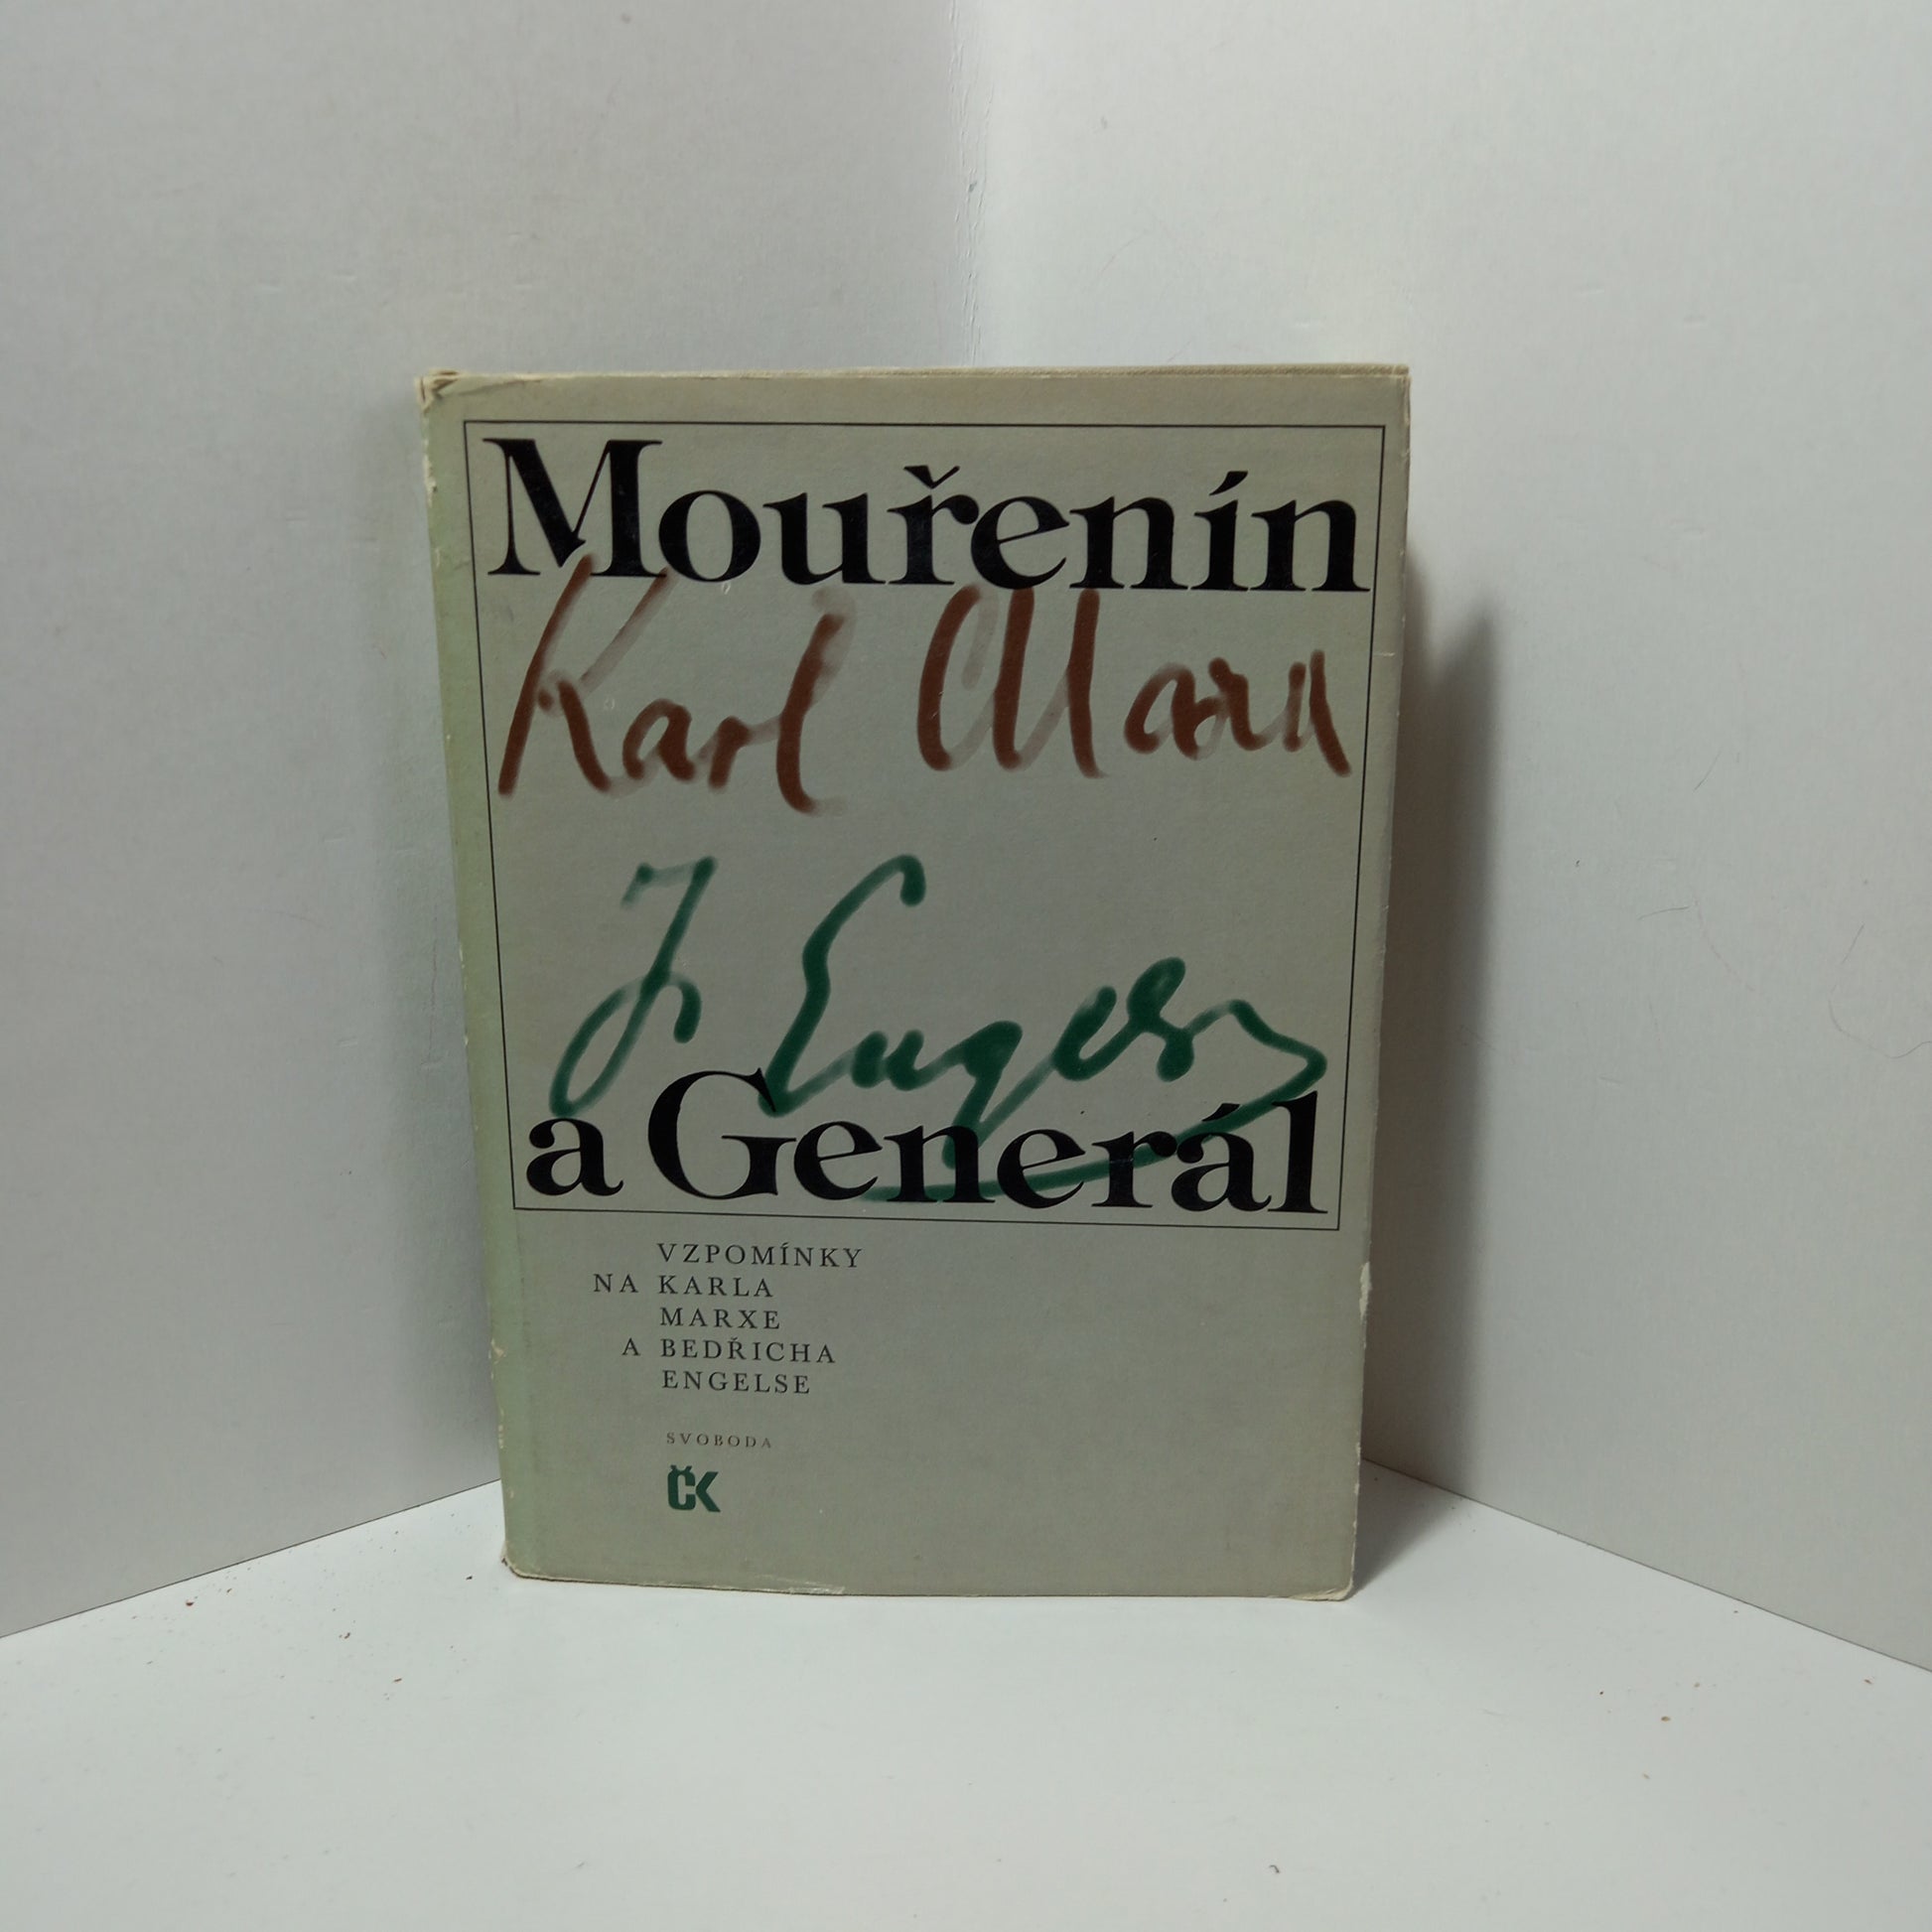 Mouřenín
Karl Marx
F Engels
a Generál
VZPOMÍNKY
NA KARLA
MARXE
A BEDŘICHA
ENGELSE
SVOBODA
ČK